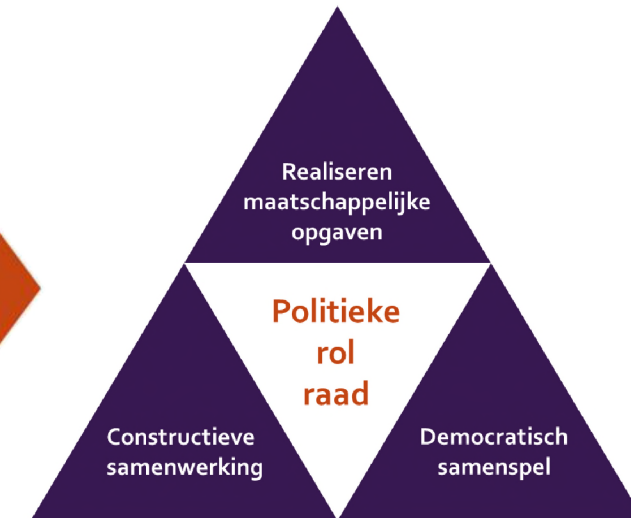 Realiseren
maatschappelijke
opgaven
Politieke
rol
raad
Constructieve
samenwerking
Democratisch
samenspel